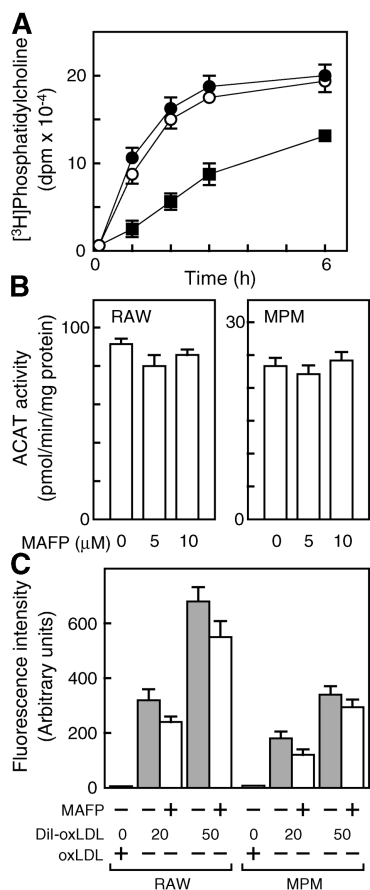 A
[³H]Phosphatidylcholine
(dpm x 10⁻⁴)
20
10
0
0
6
Time (h)
B
ACAT activity
(pmol/min/mg protein)
RAW
MPM
100
0
30
0
MAFP (μM) 0 5 10 0 5 10
C
Fluorescence intensity
(Arbitrary units)
600
400
200
0
MAFP − − + − + − − + − +
DiI-oxLDL 0 20 50 0 20 50
oxLDL + − − − − + − − − −
RAW MPM